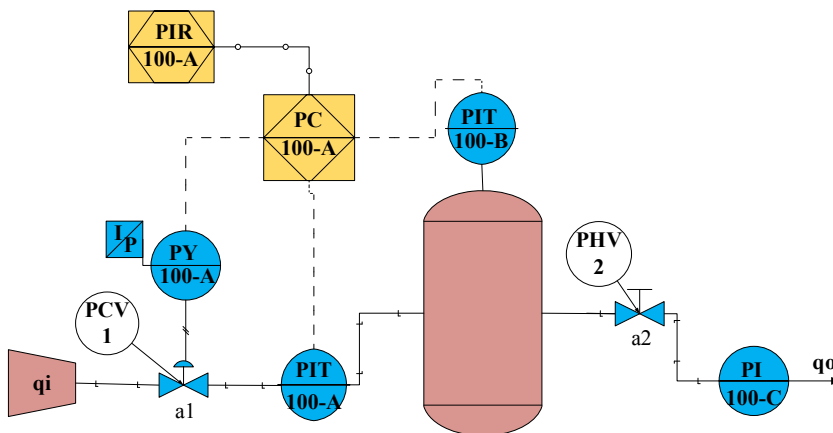 PIR
100-A
PC
100-A
PIT
100-B
I
P
PY
100-A
PHV
2
PCV
1
a2
qi
a1
PIT
100-A
PI
100-C
qo